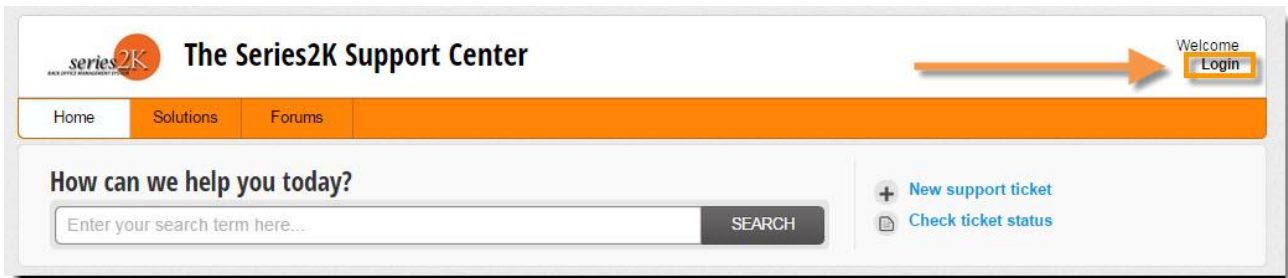 series2K
BACK OFFICE MANAGEMENT SYSTEM
The Series2K Support Center
Welcome
Login
Home
Solutions
Forums
How can we help you today?
Enter your search term here...
SEARCH
New support ticket
Check ticket status